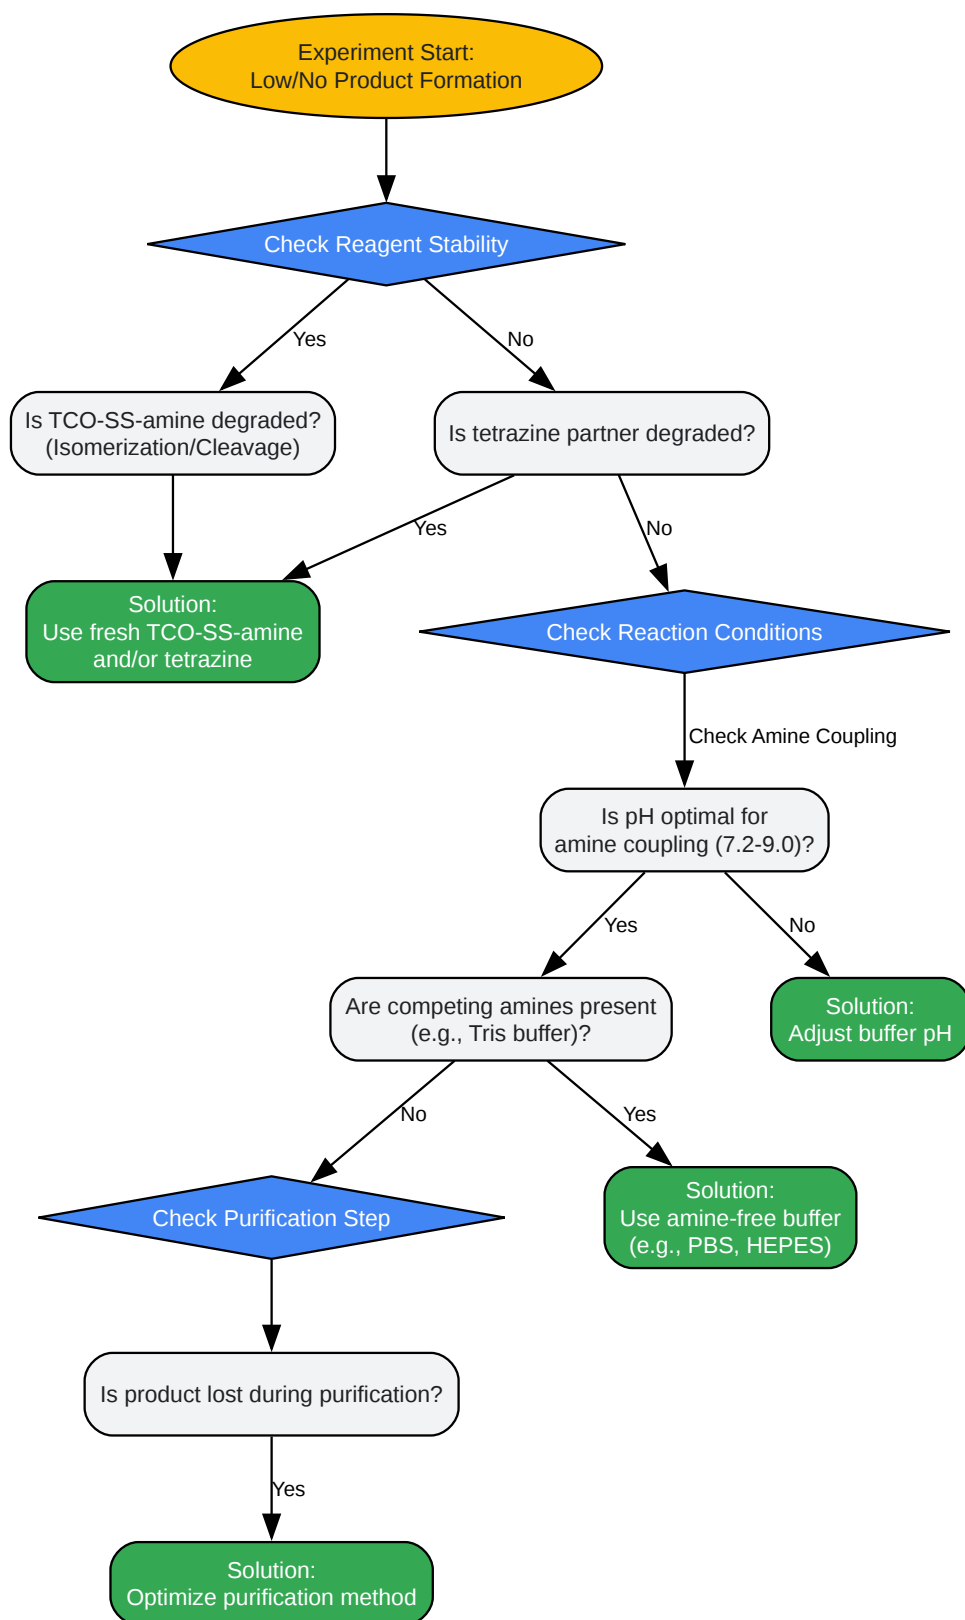 Experiment Start:
Low/No Product Formation
Check Reagent Stability
Yes
No
Is TCO-SS-amine degraded?
(Isomerization/Cleavage)
Is tetrazine partner degraded?
Yes
No
Solution:
Use fresh TCO-SS-amine
and/or tetrazine
Check Reaction Conditions
Check Amine Coupling
Is pH optimal for
amine coupling (7.2-9.0)?
Yes
No
Are competing amines present
(e.g., Tris buffer)?
Solution:
Adjust buffer pH
No
Yes
Check Purification Step
Solution:
Use amine-free buffer
(e.g., PBS, HEPES)
Is product lost during purification?
Yes
Solution:
Optimize purification method